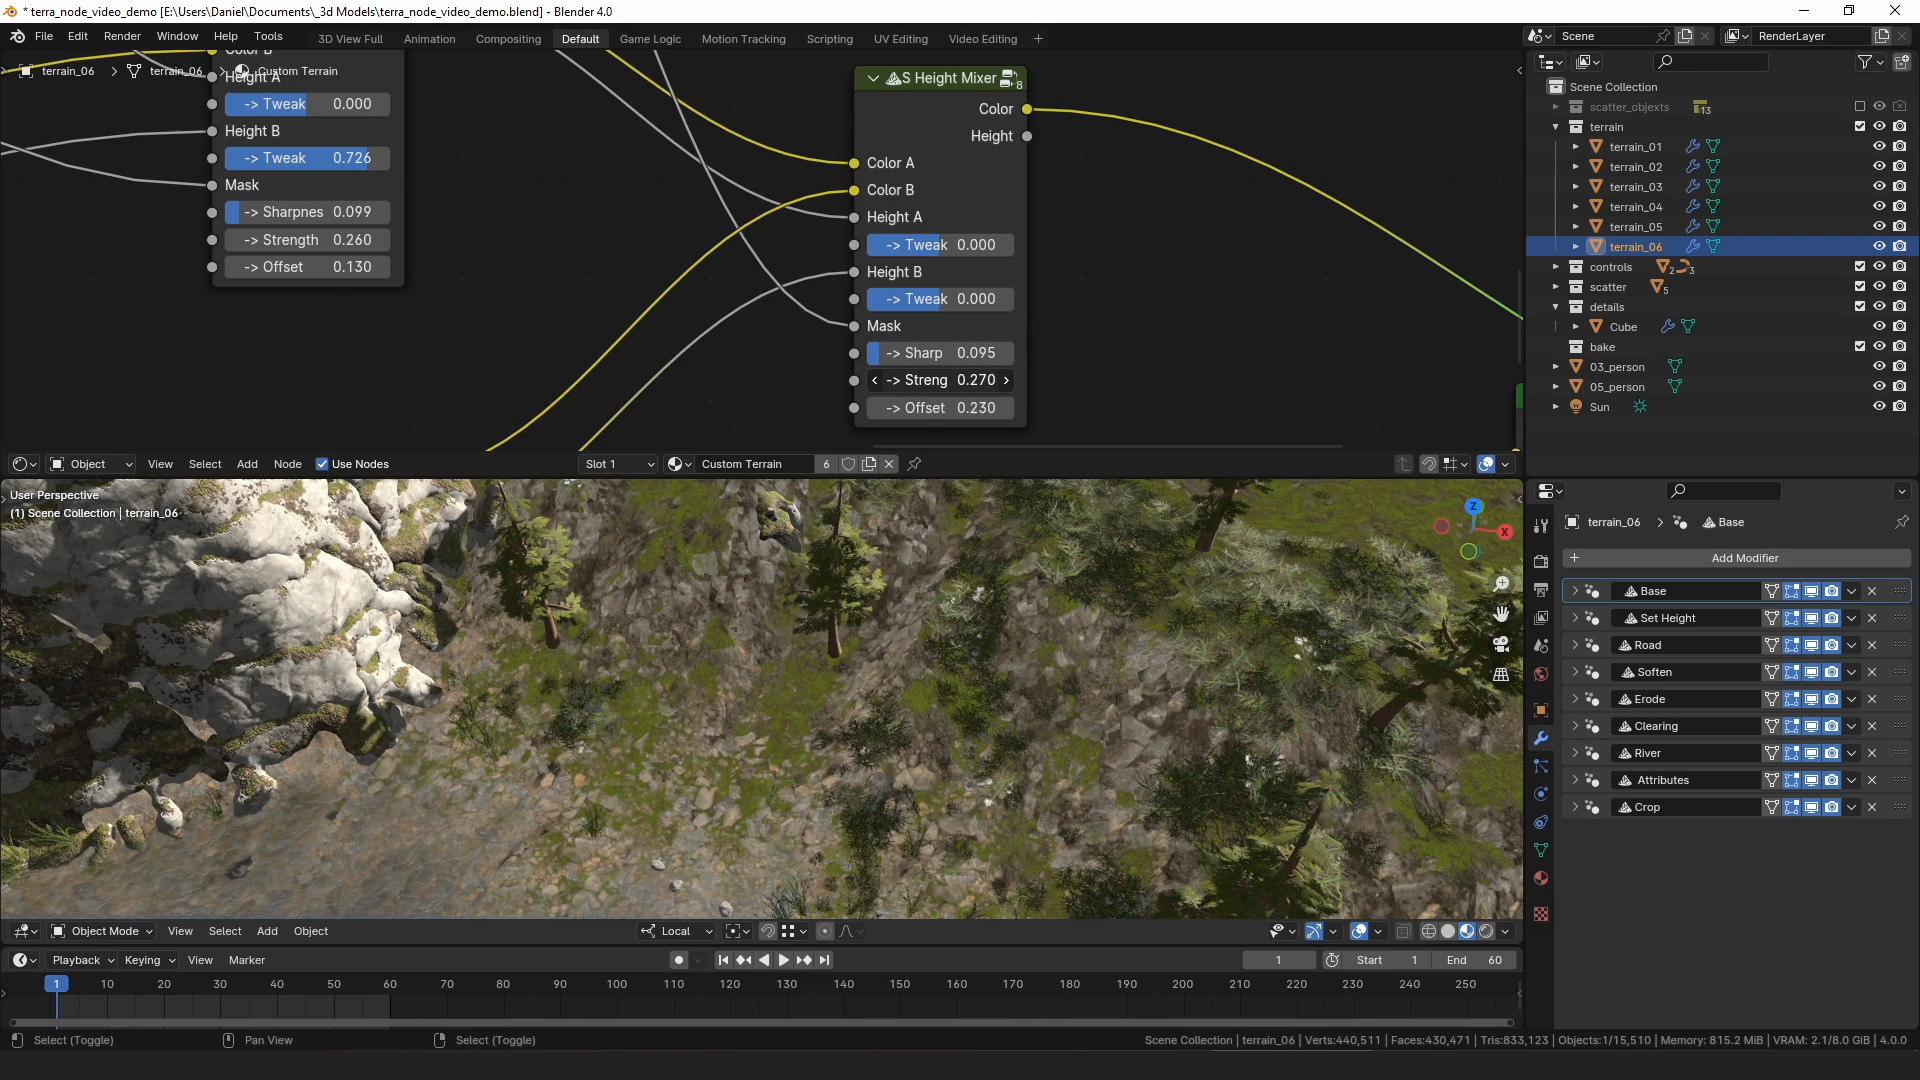 * terra_node_video_demo [E:\Users\Daniel\Documents\_3d Models\terra_node_video_demo.blend] - Blender 4.0
File Edit Render Window Help Tools
3D View Full Animation Compositing Default Game Logic Motion Tracking Scripting UV Editing Video Editing +
Scene
RenderLayer
terrain_06 > terrain_06 > Custom Terrain
Color B
Height A
-> Tweak 0.000
Height B
-> Tweak 0.726
Mask
-> Sharpnes 0.099
-> Strength 0.260
-> Offset 0.130
S Height Mixer 8
Color
Height
Color A
Color B
Height A
-> Tweak 0.000
Height B
-> Tweak 0.000
Mask
-> Sharp 0.095
-> Streng 0.270
-> Offset 0.230
Scene Collection
scatter_objexts 13
terrain
terrain_01
terrain_02
terrain_03
terrain_04
terrain_05
terrain_06
controls 2 3
scatter 5
details
Cube
bake
03_person
05_person
Sun
Object View Select Add Node Use Nodes Slot 1 Custom Terrain 6
User Perspective
(1) Scene Collection | terrain_06
Z
X
terrain_06 > Base
+ Add Modifier
Base
Set Height
Road
Soften
Erode
Clearing
River
Attributes
Crop
Object Mode View Select Add Object Local
Playback Keying View Marker 1 Start 1 End 60
1 10 20 30 40 50 60 70 80 90 100 110 120 130 140 150 160 170 180 190 200 210 220 230 240 250
Select (Toggle) Pan View Select (Toggle)
Scene Collection | terrain_06 | Verts:440,511 | Faces:430,471 | Tris:833,123 | Objects:1/15,510 | Memory: 815.2 MiB | VRAM: 2.1/8.0 GiB | 4.0.0